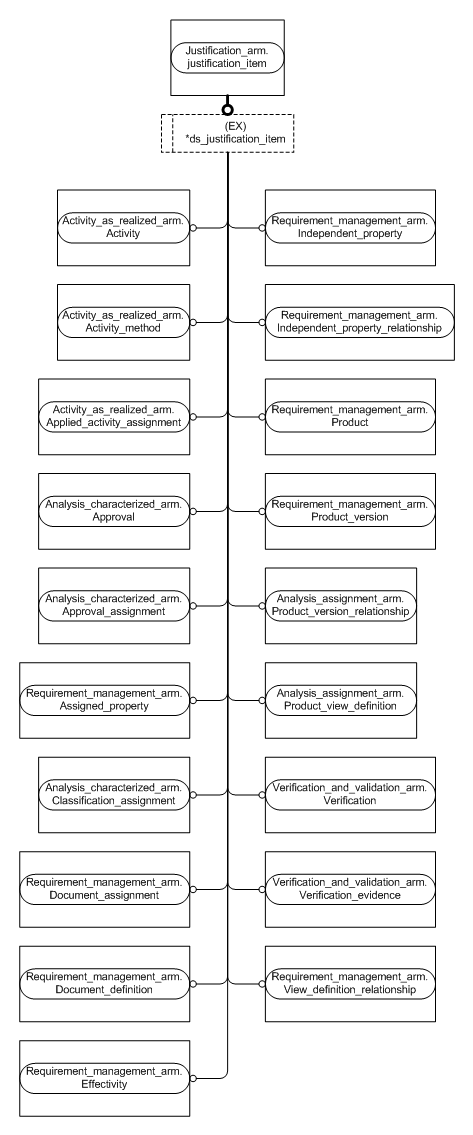 Justification_arm.
justification_item
(EX)
*ds_justification_item
Activity_as_realized_arm.
Activity
Requirement_management_arm.
Independent_property
Activity_as_realized_arm.
Activity_method
Requirement_management_arm.
Independent_property_relationship
Activity_as_realized_arm.
Applied_activity_assignment
Requirement_management_arm.
Product
Analysis_characterized_arm.
Approval
Requirement_management_arm.
Product_version
Analysis_characterized_arm.
Approval_assignment
Analysis_assignment_arm.
Product_version_relationship
Requirement_management_arm.
Assigned_property
Analysis_assignment_arm.
Product_view_definition
Analysis_characterized_arm.
Classification_assignment
Verification_and_validation_arm.
Verification
Requirement_management_arm.
Document_assignment
Verification_and_validation_arm.
Verification_evidence
Requirement_management_arm.
Document_definition
Requirement_management_arm.
View_definition_relationship
Requirement_management_arm.
Effectivity